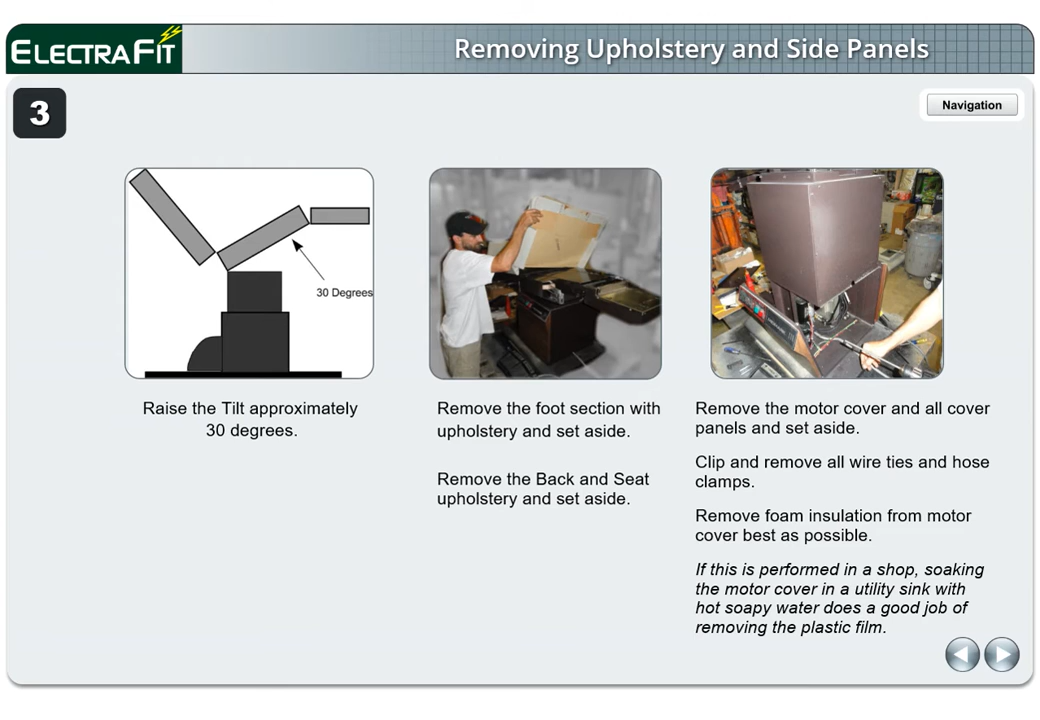 ELECTRAFIT
Removing Upholstery and Side Panels
3
Navigation
30 Degrees
Raise the Tilt approximately
30 degrees.
Remove the foot section with
upholstery and set aside.
Remove the Back and Seat
upholstery and set aside.
Remove the motor cover and all cover
panels and set aside.
Clip and remove all wire ties and hose
clamps.
Remove foam insulation from motor
cover best as possible.
If this is performed in a shop, soaking
the motor cover in a utility sink with
hot soapy water does a good job of
removing the plastic film.